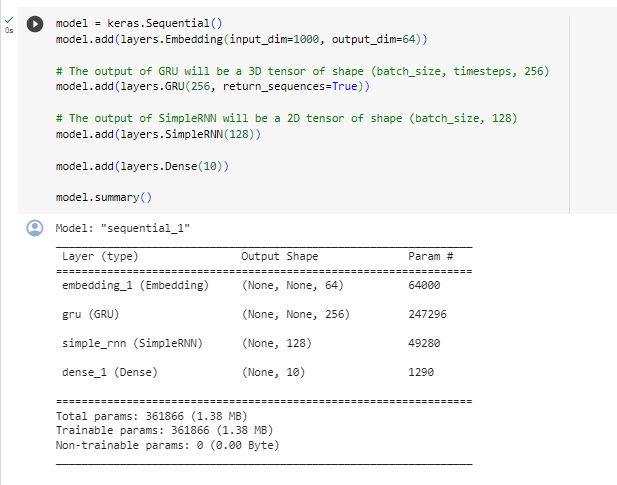 0s
model = keras.Sequential()
model.add(layers.Embedding(input_dim=1000, output_dim=64))
# The output of GRU will be a 3D tensor of shape (batch_size, timesteps, 256)
model.add(layers.GRU(256, return_sequences=True))
# The output of SimpleRNN will be a 2D tensor of shape (batch_size, 128)
model.add(layers.SimpleRNN(128))
model.add(layers.Dense(10))
model.summary()
Model: "sequential_1"
_________________________________________________________________
Layer (type) Output Shape Param #
=================================================================
embedding_1 (Embedding) (None, None, 64) 64000
gru (GRU) (None, None, 256) 247296
simple_rnn (SimpleRNN) (None, 128) 49280
dense_1 (Dense) (None, 10) 1290
=================================================================
Total params: 361866 (1.38 MB)
Trainable params: 361866 (1.38 MB)
Non-trainable params: 0 (0.00 Byte)
_________________________________________________________________